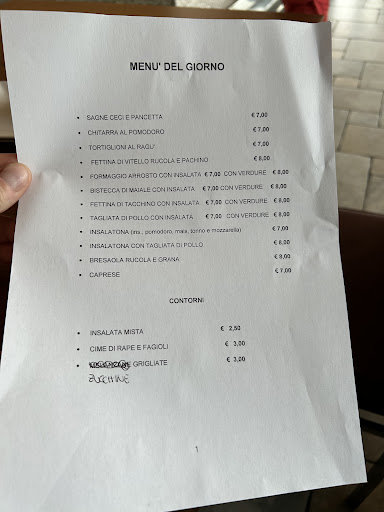 MENU' DEL GIORNO
• SAGNE CECI E PANCETTA € 7,00
• CHITARRA AL POMODORO € 7,00
• TORTIGLIONI AL RAGU' € 7,00
• FETTINA DI VITELLO RUCOLA E PACHINO € 8,00
• FORMAGGIO ARROSTO CON INSALATA € 7,00 CON VERDURE € 8,00
• BISTECCA DI MAIALE CON INSALATA € 7,00 CON VERDURE € 8,00
• FETTINA DI TACCHINO CON INSALATA € 7,00 CON VERDURE € 8,00
• TAGLIATA DI POLLO CON INSALATA € 7,00 CON VERDURE € 8,00
• INSALATONA (ins., pomodoro, mais, tonno e mozzarella) € 7,00
• INSALATONA CON TAGLIATA DI POLLO € 8,00
• BRESAOLA RUCOLA E GRANA € 8,00
• CAPRESE € 7,00
CONTORNI
• INSALATA MISTA € 2,50
• CIME DI RAPE E FAGIOLI € 3,00
• GRIGLIATE € 3,00
ZUCCHINE
1